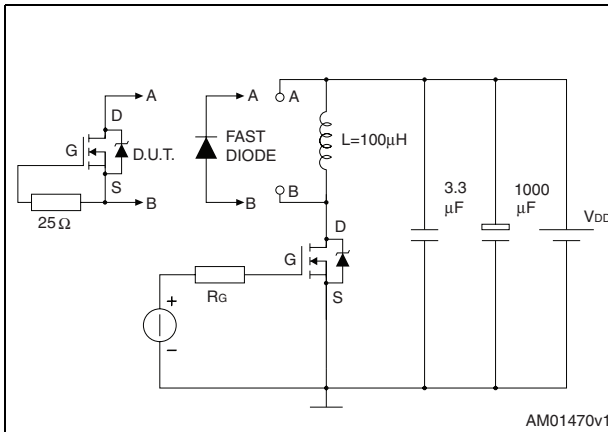 A
A
A
D
G
D.U.T.
S
25 Ω
B
FAST
DIODE
B
B
L=100µH
3.3
µF
1000
µF
VDD
D
G
S
RG
+
–
AM01470v1